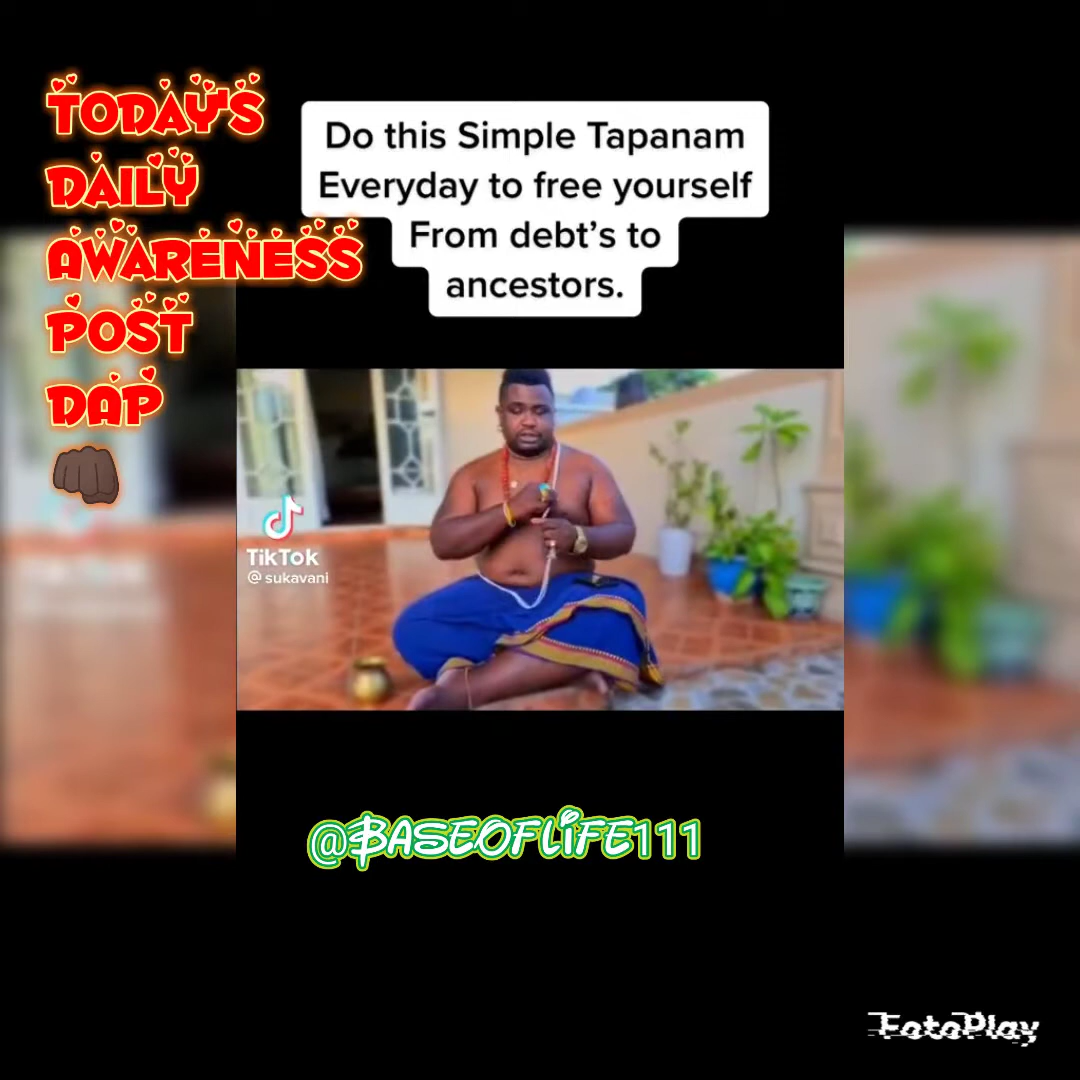 TODAY'S
DAILY
AWARENESS
POST
DAP
Do this Simple Tapanam
Everyday to free yourself
From debt's to
ancestors.
TikTok
@sukavani
@BASEOFLIFE111
FotoPlay